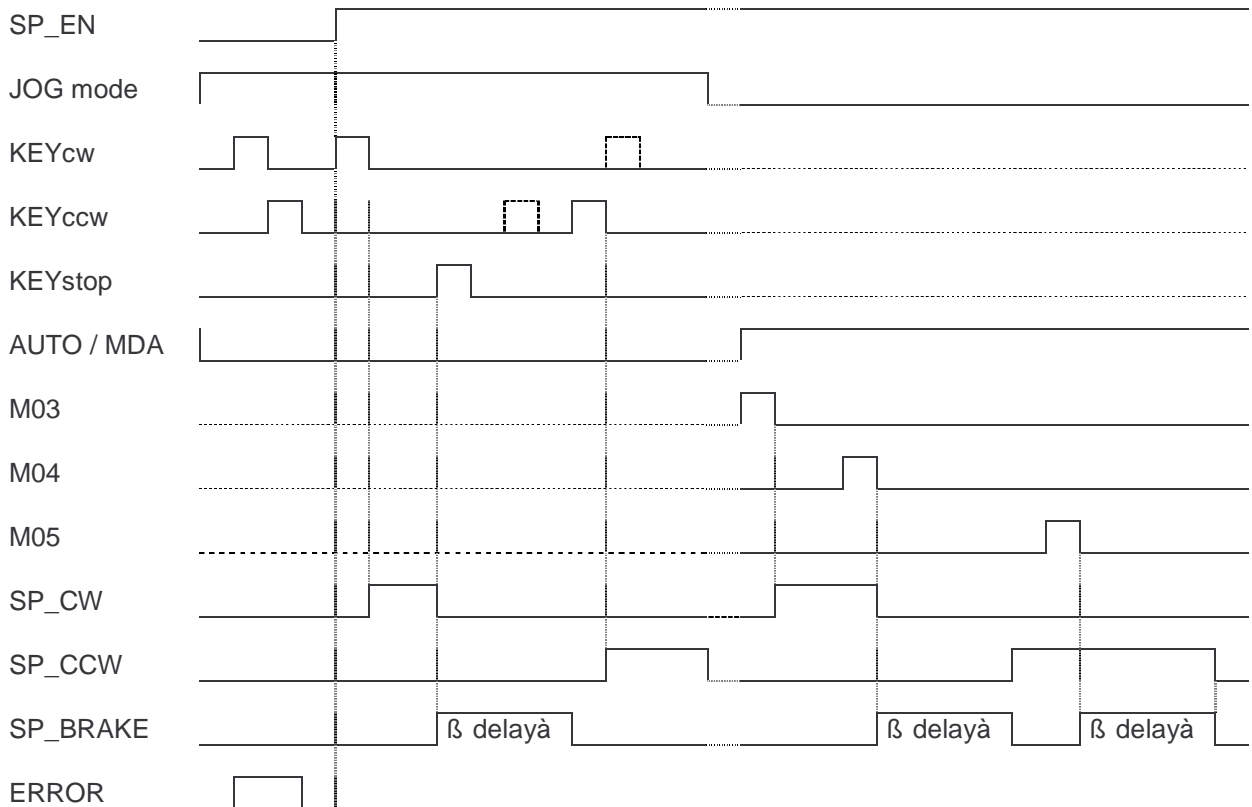 SP_EN
JOG mode
KEYcw
KEYccw
KEYstop
AUTO / MDA
M03
M04
M05
SP_CW
SP_CCW
SP_BRAKE ß delayà ß delayà ß delayà
ERROR